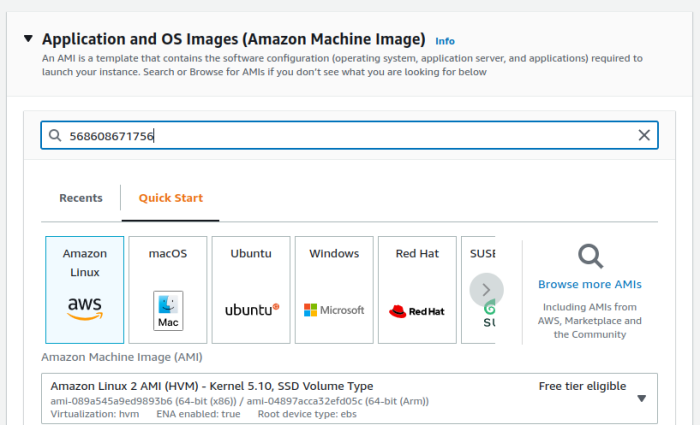 Application and OS Images (Amazon Machine Image) Info
An AMI is a template that contains the software configuration (operating system, application server, and applications) required to
launch your instance. Search or Browse for AMIs if you don't see what you are looking for below
568608671756
Recents
Quick Start
Amazon
Linux
aws
macOS
Mac
Ubuntu
ubuntu®
Windows
Microsoft
Red Hat
Red Hat
SUSE
SU
Browse more AMIs
Including AMIs from
AWS, Marketplace and
the Community
Amazon Machine Image (AMI)
Amazon Linux 2 AMI (HVM) - Kernel 5.10, SSD Volume Type
Free tier eligible
ami-089a545a9ed9893b6 (64-bit (x86)) / ami-04897acca32efd05c (64-bit (Arm))
Virtualization: hvm ENA enabled: true Root device type: ebs